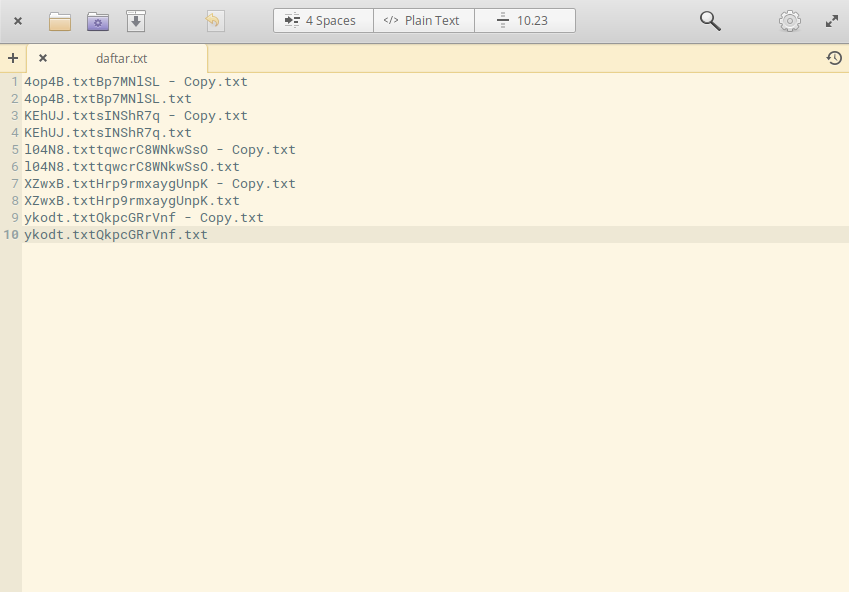 4 Spaces
</> Plain Text
10.23
daftar.txt
1 4op4B.txtBp7MNlSL - Copy.txt
2 4op4B.txtBp7MNlSL.txt
3 KEhUJ.txtsINShR7q - Copy.txt
4 KEhUJ.txtsINShR7q.txt
5 l04N8.txttqwcrC8WNkwSsO - Copy.txt
6 l04N8.txttqwcrC8WNkwSsO.txt
7 XZwxB.txtHrp9rmxaygUnpK - Copy.txt
8 XZwxB.txtHrp9rmxaygUnpK.txt
9 ykodt.txtQkpcGRrVnf - Copy.txt
10 ykodt.txtQkpcGRrVnf.txt